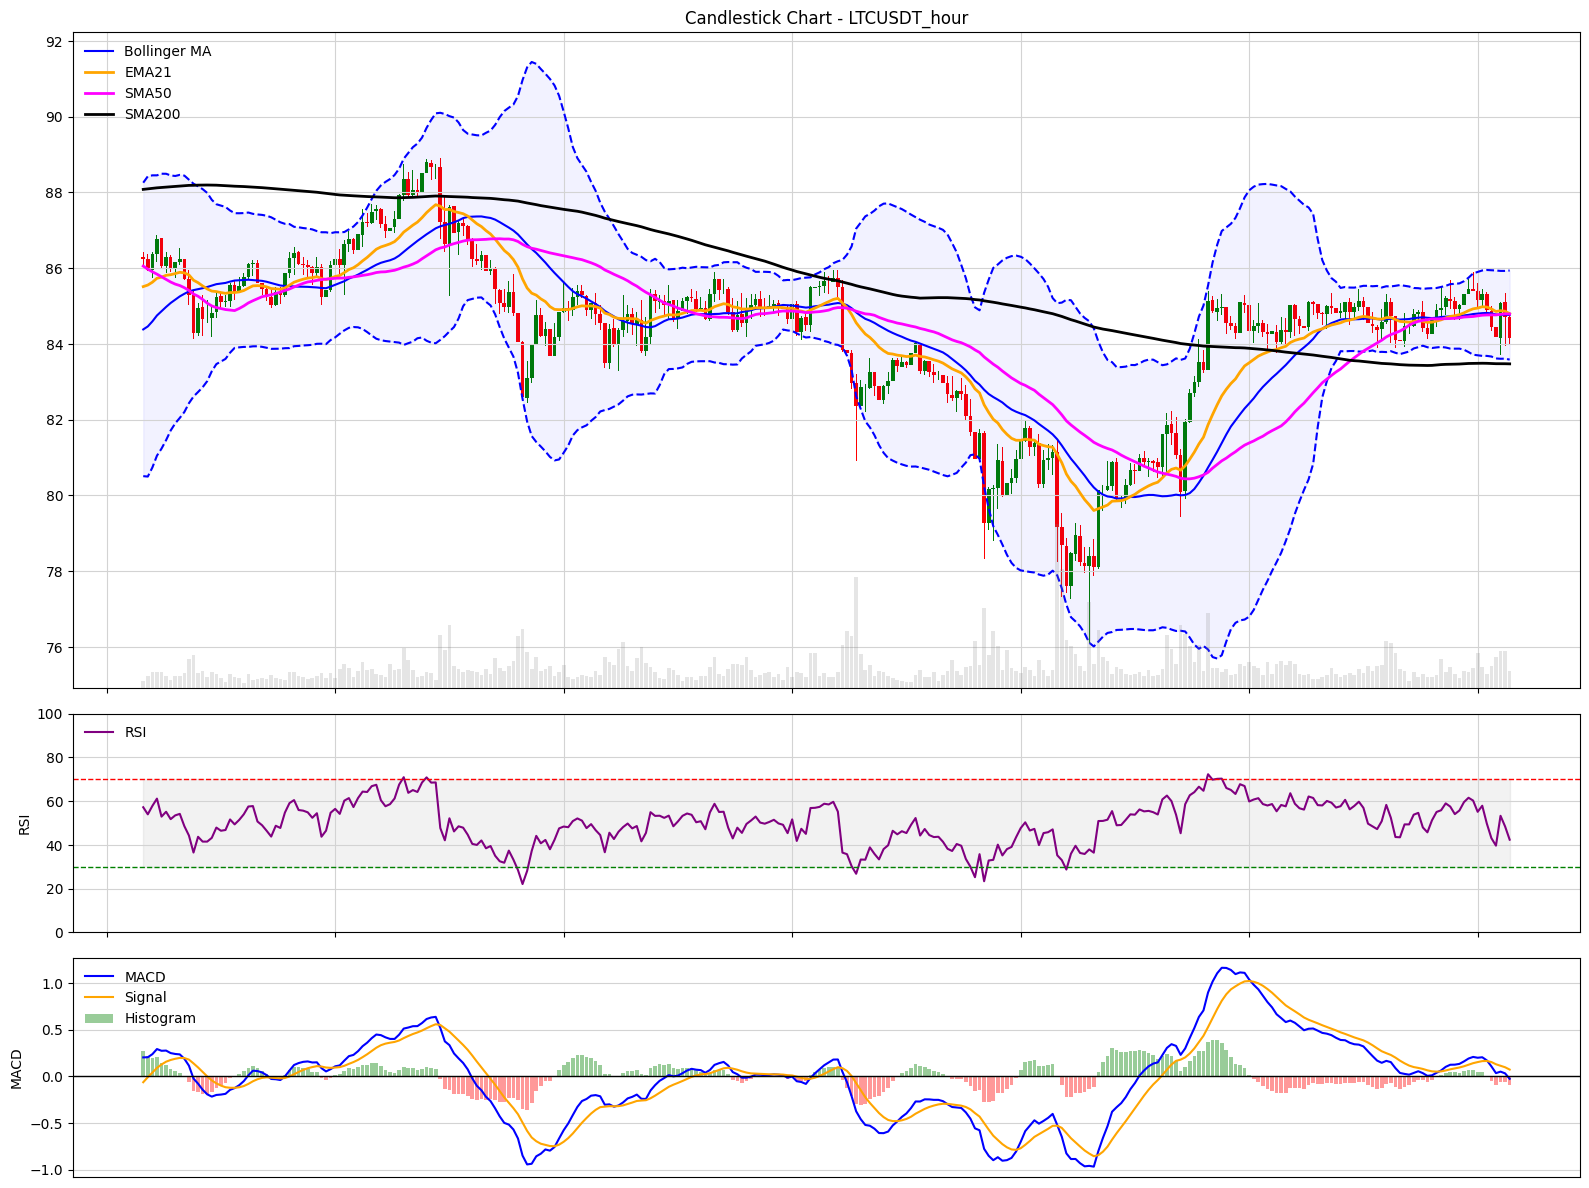 Candlestick Chart - LTCUSDT_hour
92
90
88
86
84
82
80
78
76
Bollinger MA
EMA21
SMA50
SMA200
100
80
60
40
20
0
RSI
RSI
1.0
0.5
0.0
−0.5
−1.0
MACD
MACD
Signal
Histogram